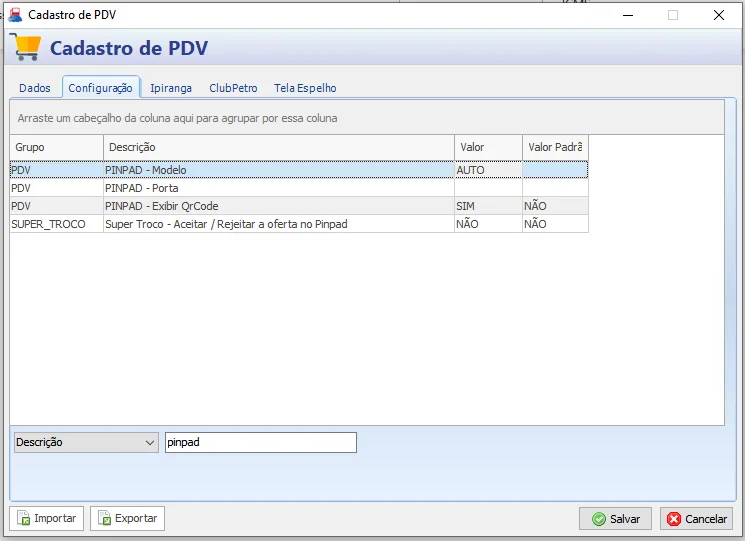 Cadastro de PDV
Cadastro de PDV
Dados Configuração Ipiranga ClubPetro Tela Espelho
Arraste um cabeçalho da coluna aqui para agrupar por essa coluna
Grupo Descrição Valor Valor Padrã
PDV PINPAD - Modelo AUTO
PDV PINPAD - Porta
PDV PINPAD - Exibir QrCode SIM NÃO
SUPER_TROCO Super Troco - Aceitar / Rejeitar a oferta no Pinpad NÃO NÃO
Descrição pinpad
Importar Exportar Salvar Cancelar